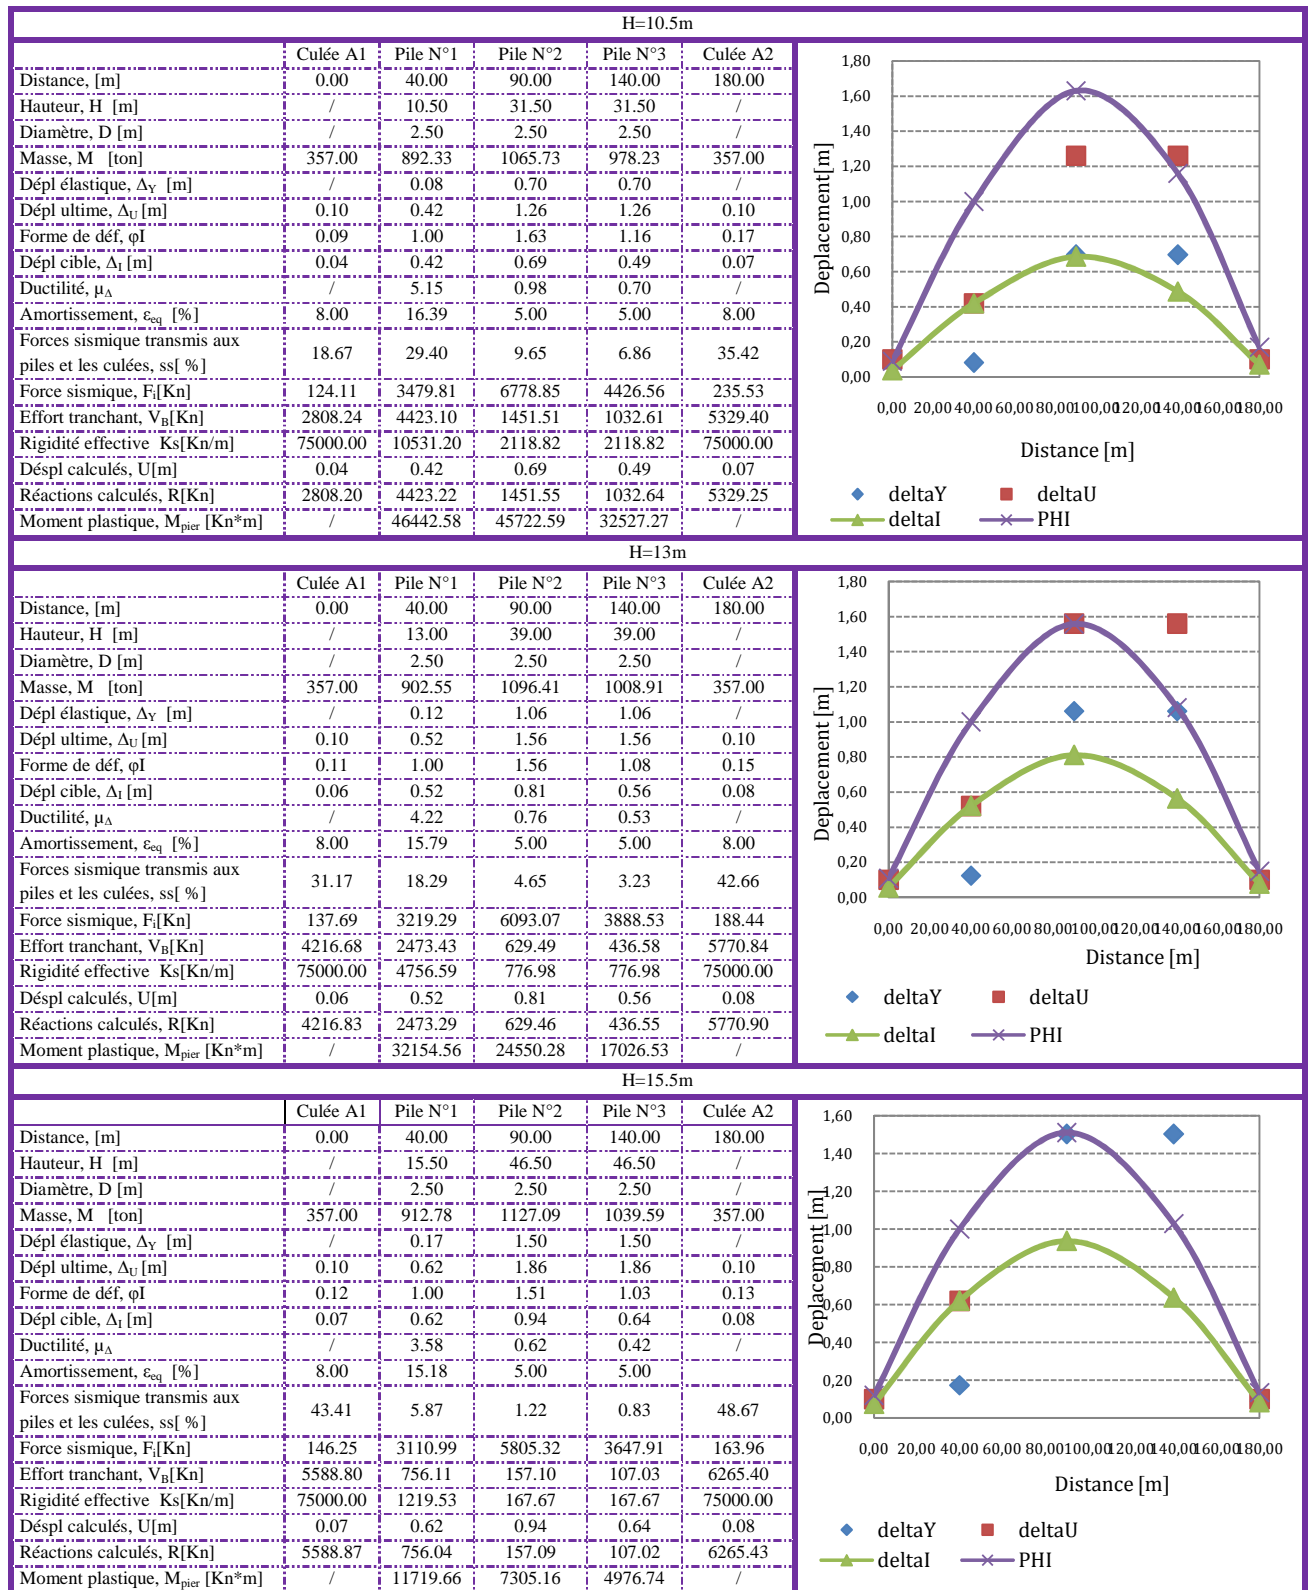 H=10.5m
Culée A1 Pile N°1 Pile N°2 Pile N°3 Culée A2
Distance, [m] 0.00 40.00 90.00 140.00 180.00
Hauteur, H [m] / 10.50 31.50 31.50 /
Diamètre, D [m] / 2.50 2.50 2.50 /
Masse, M [ton] 357.00 892.33 1065.73 978.23 357.00
Dépl élastique, ΔY [m] / 0.08 0.70 0.70 /
Dépl ultime, ΔU [m] 0.10 0.42 1.26 1.26 0.10
Forme de déf, φI 0.09 1.00 1.63 1.16 0.17
Dépl cible, ΔI [m] 0.04 0.42 0.69 0.49 0.07
Ductilité, μΔ / 5.15 0.98 0.70 /
Amortissement, εeq [%] 8.00 16.39 5.00 5.00 8.00
Forces sismique transmis aux
piles et les culées, ss[ %] 18.67 29.40 9.65 6.86 35.42
Force sismique, Fi[Kn] 124.11 3479.81 6778.85 4426.56 235.53
Effort tranchant, VB[Kn] 2808.24 4423.10 1451.51 1032.61 5329.40
Rigidité effective Ks[Kn/m] 75000.00 10531.20 2118.82 2118.82 75000.00
Déspl calculés, U[m] 0.04 0.42 0.69 0.49 0.07
Réactions calculés, R[Kn] 2808.20 4423.22 1451.55 1032.64 5329.25
Moment plastique, Mpier [Kn*m] / 46442.58 45722.59 32527.27 /
1,80
1,60
1,40
1,20
1,00
0,80
0,60
0,40
0,20
0,00
Deplacement[m]
0,00 20,00 40,00 60,00 80,00 100,00 120,00 140,00 160,00 180,00
Distance [m]
deltaY deltaU
deltaI PHI
H=13m
Culée A1 Pile N°1 Pile N°2 Pile N°3 Culée A2
Distance, [m] 0.00 40.00 90.00 140.00 180.00
Hauteur, H [m] / 13.00 39.00 39.00 /
Diamètre, D [m] / 2.50 2.50 2.50 /
Masse, M [ton] 357.00 902.55 1096.41 1008.91 357.00
Dépl élastique, ΔY [m] / 0.12 1.06 1.06 /
Dépl ultime, ΔU [m] 0.10 0.52 1.56 1.56 0.10
Forme de déf, φI 0.11 1.00 1.56 1.08 0.15
Dépl cible, ΔI [m] 0.06 0.52 0.81 0.56 0.08
Ductilité, μΔ / 4.22 0.76 0.53 /
Amortissement, εeq [%] 8.00 15.79 5.00 5.00 8.00
Forces sismique transmis aux
piles et les culées, ss[ %] 31.17 18.29 4.65 3.23 42.66
Force sismique, Fi[Kn] 137.69 3219.29 6093.07 3888.53 188.44
Effort tranchant, VB[Kn] 4216.68 2473.43 629.49 436.58 5770.84
Rigidité effective Ks[Kn/m] 75000.00 4756.59 776.98 776.98 75000.00
Déspl calculés, U[m] 0.06 0.52 0.81 0.56 0.08
Réactions calculés, R[Kn] 4216.83 2473.29 629.46 436.55 5770.90
Moment plastique, Mpier [Kn*m] / 32154.56 24550.28 17026.53 /
1,80
1,60
1,40
1,20
1,00
0,80
0,60
0,40
0,20
0,00
Deplacement [m]
0,00 20,00 40,00 60,00 80,00 100,00 120,00 140,00 160,00 180,00
Distance [m]
deltaY deltaU
deltaI PHI
H=15.5m
Culée A1 Pile N°1 Pile N°2 Pile N°3 Culée A2
Distance, [m] 0.00 40.00 90.00 140.00 180.00
Hauteur, H [m] / 15.50 46.50 46.50 /
Diamètre, D [m] / 2.50 2.50 2.50 /
Masse, M [ton] 357.00 912.78 1127.09 1039.59 357.00
Dépl élastique, ΔY [m] / 0.17 1.50 1.50 /
Dépl ultime, ΔU [m] 0.10 0.62 1.86 1.86 0.10
Forme de déf, φI 0.12 1.00 1.51 1.03 0.13
Dépl cible, ΔI [m] 0.07 0.62 0.94 0.64 0.08
Ductilité, μΔ / 3.58 0.62 0.42 /
Amortissement, εeq [%] 8.00 15.18 5.00 5.00
Forces sismique transmis aux
piles et les culées, ss[ %] 43.41 5.87 1.22 0.83 48.67
Force sismique, Fi[Kn] 146.25 3110.99 5805.32 3647.91 163.96
Effort tranchant, VB[Kn] 5588.80 756.11 157.10 107.03 6265.40
Rigidité effective Ks[Kn/m] 75000.00 1219.53 167.67 167.67 75000.00
Déspl calculés, U[m] 0.07 0.62 0.94 0.64 0.08
Réactions calculés, R[Kn] 5588.87 756.04 157.09 107.02 6265.43
Moment plastique, Mpier [Kn*m] / 11719.66 7305.16 4976.74 /
1,60
1,40
1,20
1,00
0,80
0,60
0,40
0,20
0,00
Deplacement [m]
0,00 20,00 40,00 60,00 80,00 100,00 120,00 140,00 160,00 180,00
Distance [m]
deltaY deltaU
deltaI PHI